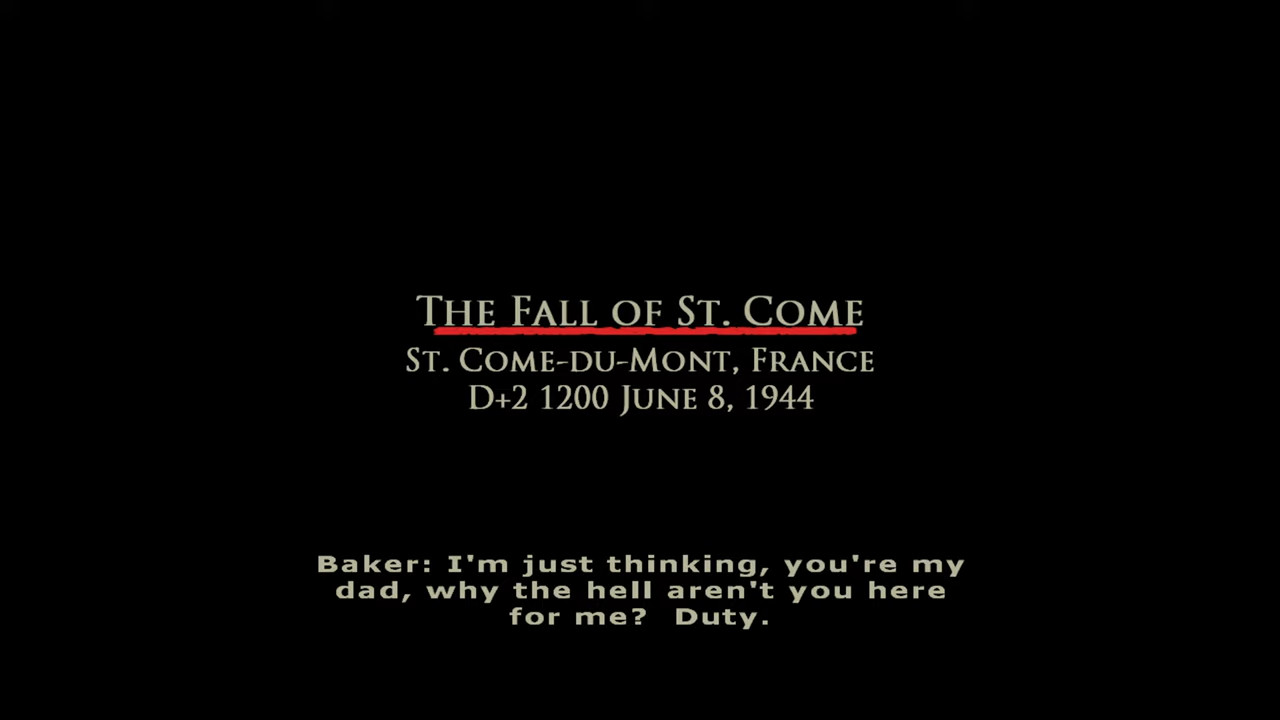 The Fall of St. Come
St. Come-du-Mont, France
D+2 1200 June 8, 1944
Baker: I'm just thinking, you're my
dad, why the hell aren't you here
for me?  Duty.